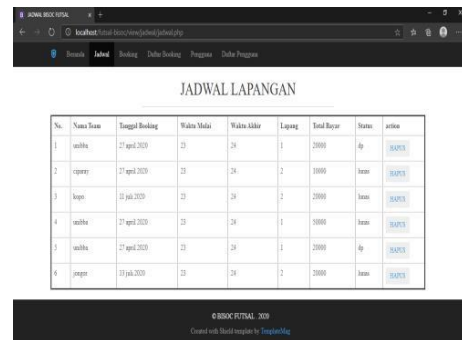 JADWAL BISOC FUTSAL
localhost/futsal-bisoc/view/jadwal/jadwal.php
Beranda Jadwal Booking Daftar Booking Pengguna Daftar Pengguna
JADWAL LAPANGAN
No. Nama Team Tanggal Booking Waktu Mulai Waktu Akhir Lapang Total Bayar Status action
1 unibba 27 april 2020 23 24 1 20000 dp HAPUS
2 27 april 2020 23 24 2 10000 lunas HAPUS
3 kopo 31 juli 2020 23 24 2 20000 lunas HAPUS
4 unibba 27 april 2020 23 24 1 50000 lunas HAPUS
5 unibba 27 april 2020 23 24 1 20000 dp HAPUS
6 juli 2020 23 24 2 20000 lunas HAPUS
© BISOC FUTSAL 2020
Created with Shield template by TemplateMag